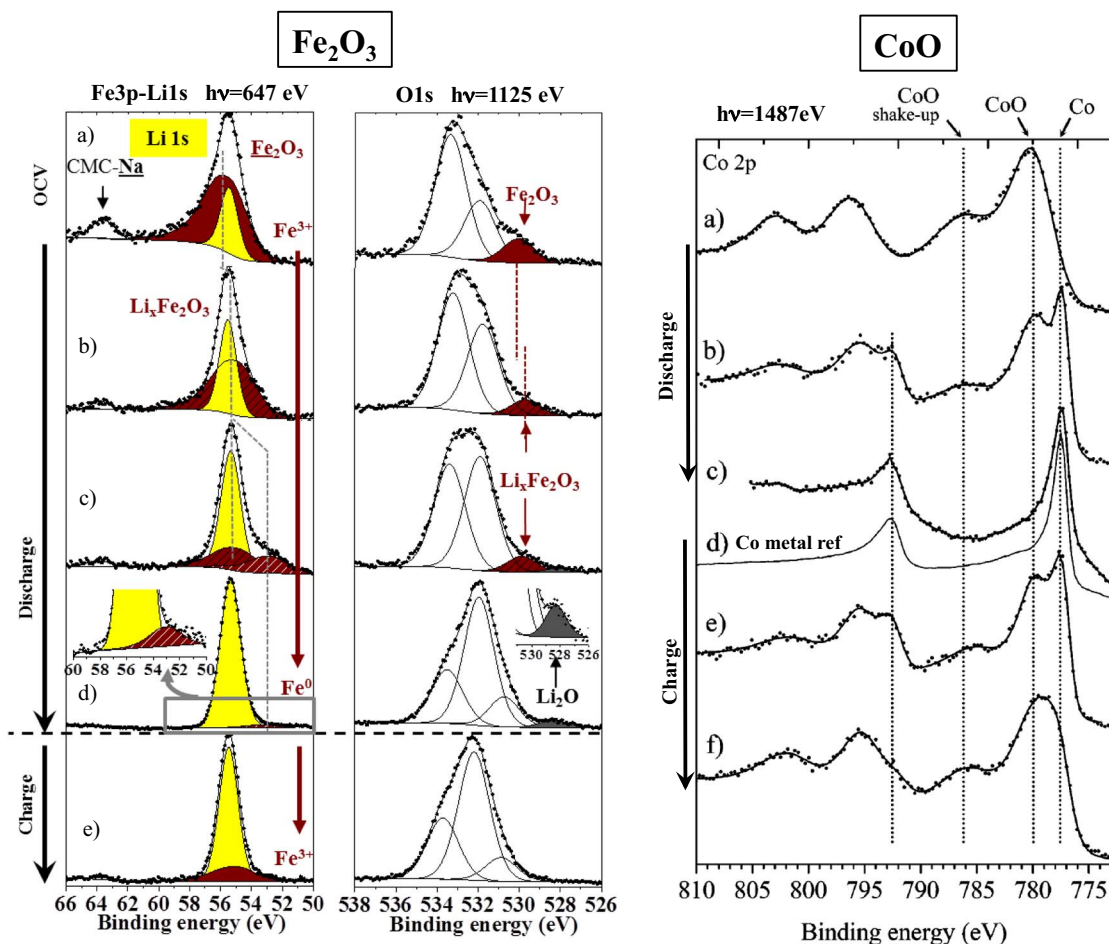 Fe₂O₃
CoO
Fe3p-Li1s hν=647 eV
O1s hν=1125 eV
hν=1487eV
CoO
shake-up
CoO
Co
OCV
Discharge
Charge
a)
Li 1s
Fe₂O₃
CMC-Na
Fe³⁺
b)
LiₓFe₂O₃
c)
60 58 56 54 52 50
d)
Fe⁰
e)
Fe³⁺
66 64 62 60 58 56 54 52 50
Binding energy (eV)
Fe₂O₃
LiₓFe₂O₃
530 528 526
Li₂O
538 536 534 532 530 528 526
Binding energy (eV)
Discharge
Charge
Co 2p
a)
b)
c)
d) Co metal ref
e)
f)
810 805 800 795 790 785 780 775
Binding energy (eV)